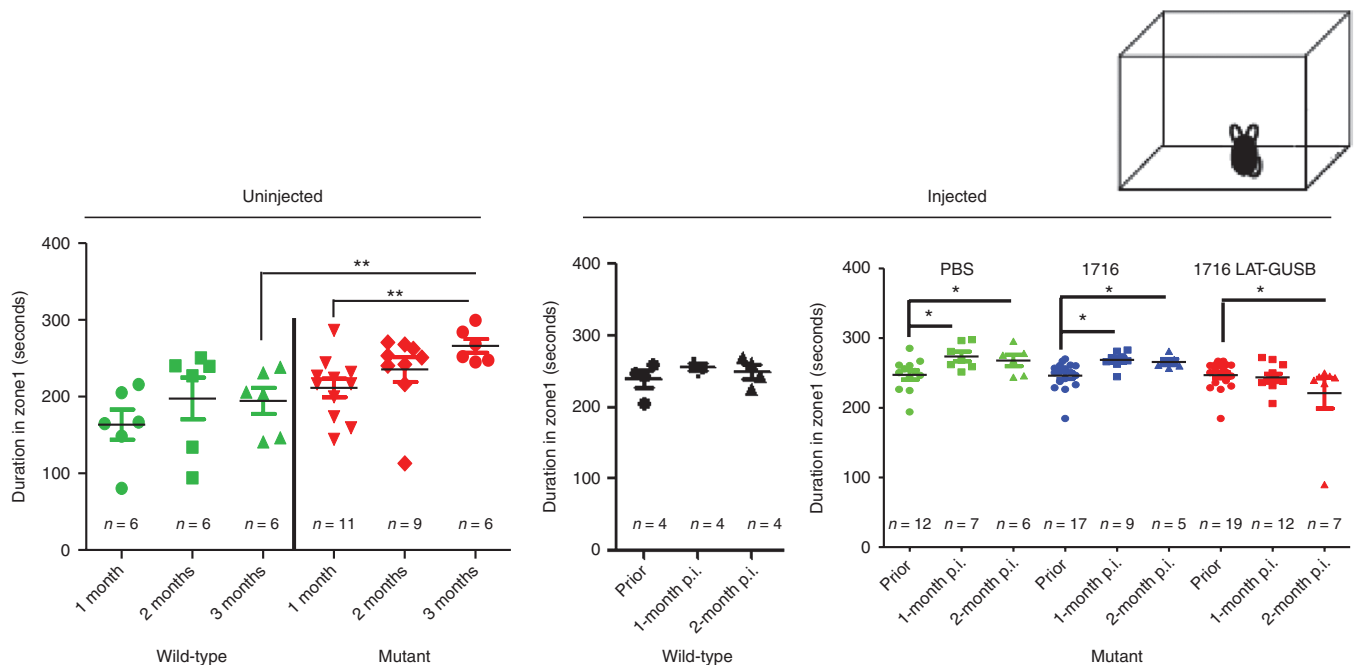 Uninjected
Injected
Duration in zone1 (seconds)
400
300
200
100
0
**
**
n = 6
n = 6
n = 6
n = 11
n = 9
n = 6
1 month
2 months
3 months
1 month
2 months
3 months
Wild-type
Mutant
Duration in zone1 (seconds)
400
300
200
100
0
n = 4
n = 4
n = 4
Prior
1-month p.i.
2-month p.i.
Wild-type
Duration in zone1 (seconds)
400
300
200
100
0
PBS
1716
1716 LAT-GUSB
*
*
*
*
*
n = 12
n = 7
n = 6
n = 17
n = 9
n = 5
n = 19
n = 12
n = 7
Prior
1-month p.i.
2-month p.i.
Prior
1-month p.i.
2-month p.i.
Prior
1-month p.i.
2-month p.i.
Mutant